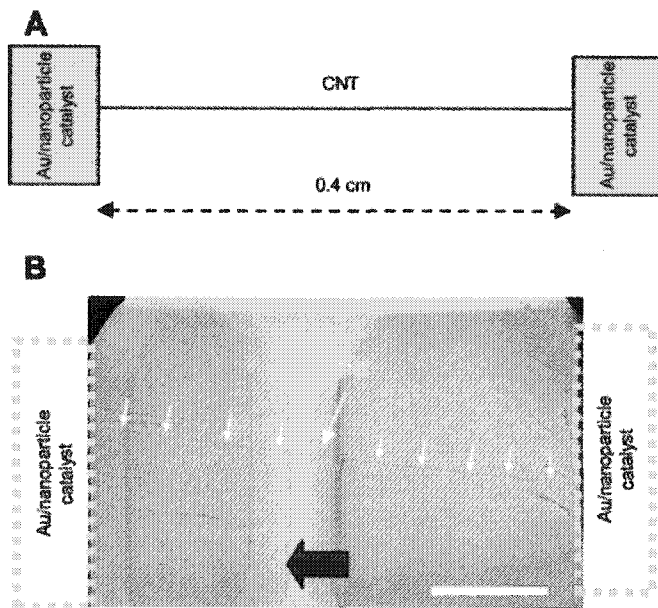 A
Au/nanoparticle
catalyst
CNT
Au/nanoparticle
catalyst
0.4 cm
B
Au/nanoparticle
catalyst
Au/nanoparticle
catalyst